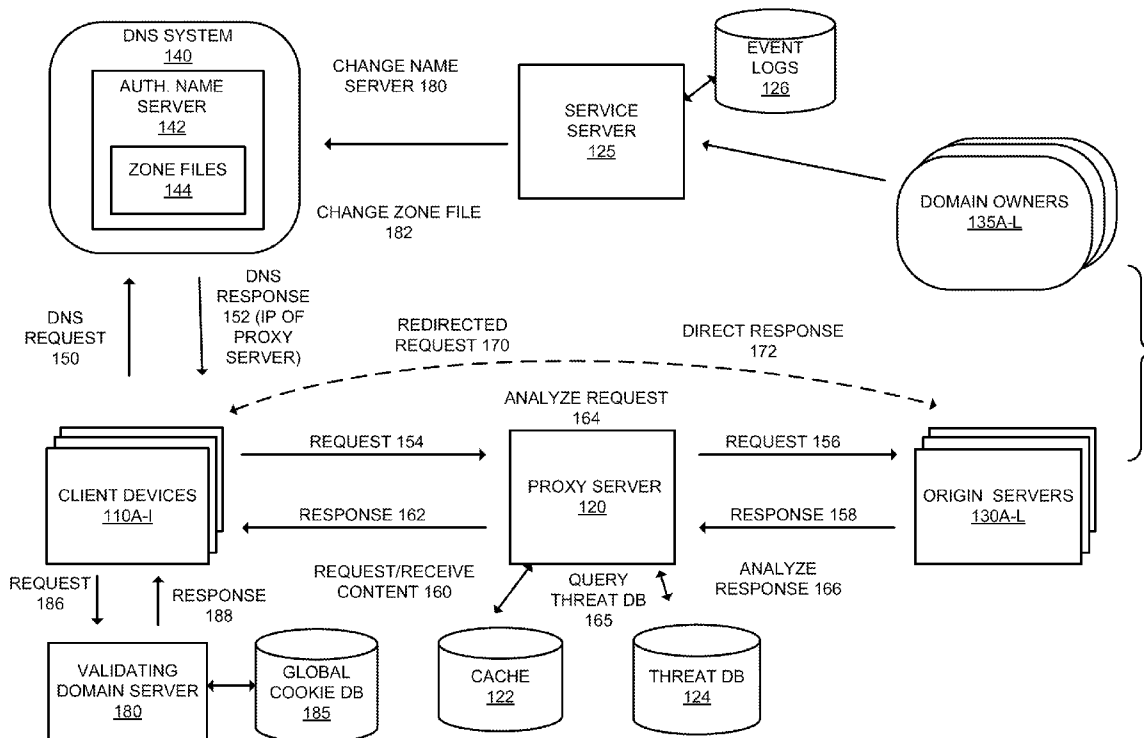 DNS SYSTEM
140
AUTH. NAME
SERVER
142
ZONE FILES
144
CHANGE NAME
SERVER 180
CHANGE ZONE FILE
182
SERVICE
SERVER
125
EVENT
LOGS
126
DOMAIN OWNERS
135A-L
DNS
REQUEST
150
DNS
RESPONSE
152 (IP OF
PROXY
SERVER)
REDIRECTED
REQUEST 170
DIRECT RESPONSE
172
ANALYZE REQUEST
164
CLIENT DEVICES
110A-I
REQUEST 154
RESPONSE 162
PROXY SERVER
120
REQUEST 156
RESPONSE 158
ORIGIN SERVERS
130A-L
REQUEST
186
RESPONSE
188
REQUEST/RECEIVE
CONTENT 160
QUERY
THREAT DB
165
ANALYZE
RESPONSE 166
VALIDATING
DOMAIN SERVER
180
GLOBAL
COOKIE DB
185
CACHE
122
THREAT DB
124